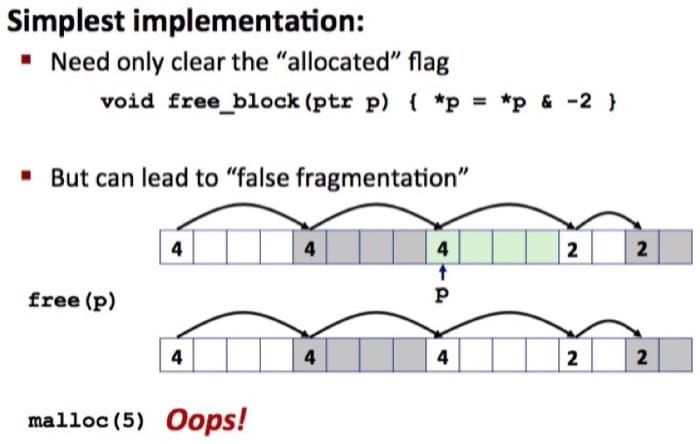 Simplest implementation:
▪ Need only clear the “allocated” flag
void free_block(ptr p) { *p = *p & -2 }
▪ But can lead to “false fragmentation”
4 4 4 2 2
p
free(p)
4 4 4 2 2
malloc(5) Oops!